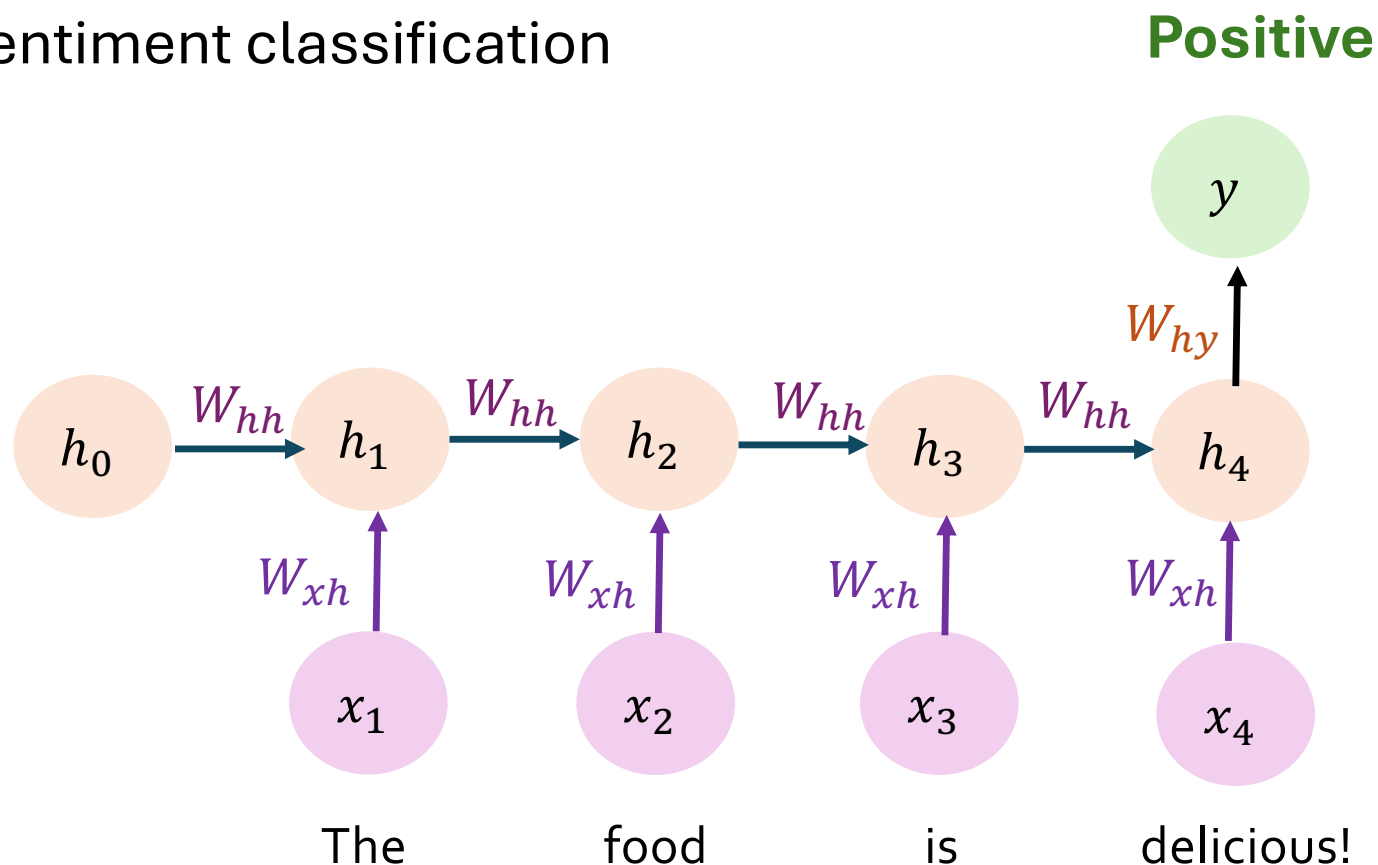 entiment classification
Positive
y
W_hy
W_hh W_hh W_hh W_hh
h_0 h_1 h_2 h_3 h_4
W_xh W_xh W_xh W_xh
x_1 x_2 x_3 x_4
The food is delicious!